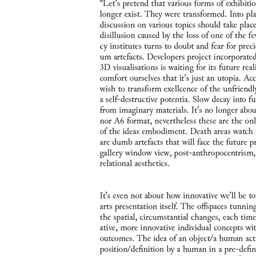 "Let's pretend that various forms of exhibitio
longer exist. They were transformed. Into pla
discussion on various topics should take place
disillusion caused by the loss of one of the fe
cy institutes turns to doubt and fear for preci
um artefacts. Developers project incorporated
3D visualisations is waiting for its future reali
comfort ourselves that it's just an utopia. Acc
wish to transform exellcence of the unfriendl
a self-destructive potentia. Slow decay into fu
from imaginary materials. It's no longer abou
nor A6 format, nevertheless these are the onl
of the ideas embodiment. Death areas watch
are dumb artefacts that will face the future p
gallery window view, post-anthropocentrism,
relational aesthetics.
It's even not about how innovative we'll be to
arts presentation itself. The offspaces tunning
the spatial, circumstantial changes, each time
ative, more innovative individual concepts wit
outcomes. The idea of an object/a human act
position/definition by a human in a pre-defin